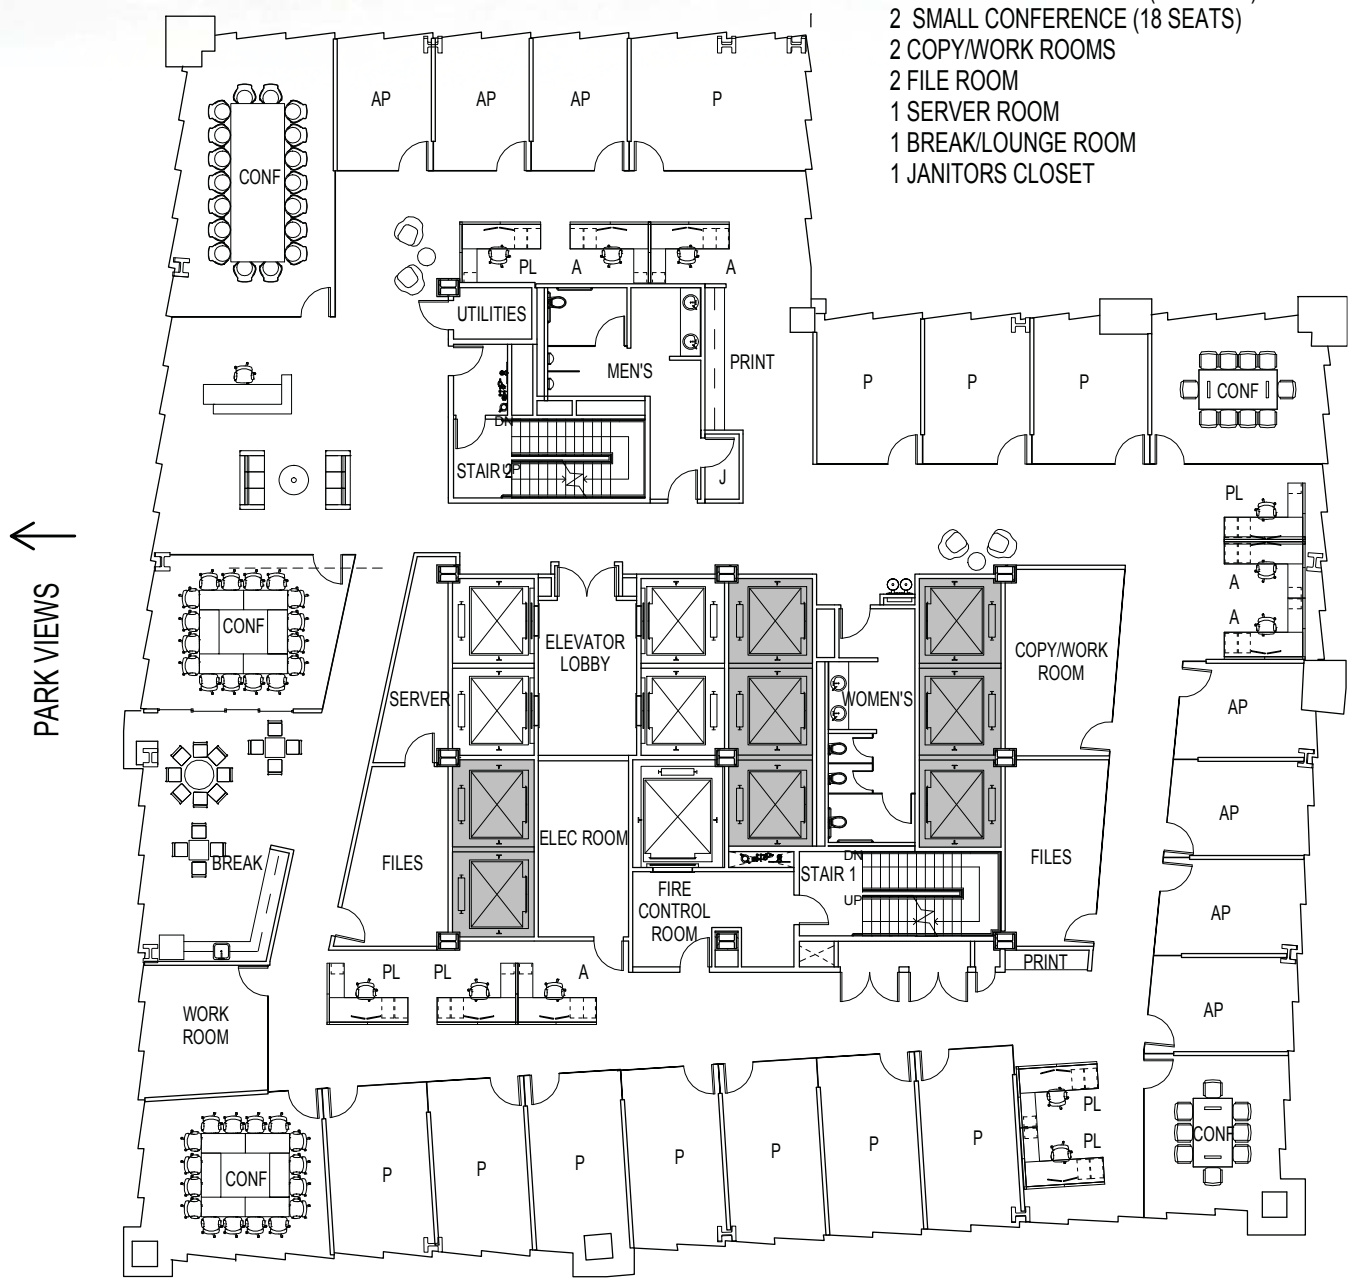 2 SMALL CONFERENCE (18 SEATS)
2 COPY/WORK ROOMS
2 FILE ROOM
1 SERVER ROOM
1 BREAK/LOUNGE ROOM
1 JANITORS CLOSET
AP
AP
AP
P
CONF
PL
A
A
UTILITIES
MEN'S
PRINT
P
P
P
CONF
DN
STAIR 2
UP
J
PL
A
A
PARK VIEWS
CONF
ELEVATOR
LOBBY
COPY/WORK
ROOM
SERVER
WOMEN'S
AP
AP
ELEC ROOM
BREAK
FILES
DN
STAIR 1
UP
FILES
FIRE
CONTROL
ROOM
AP
PRINT
PL
PL
A
WORK
ROOM
AP
PL
PL
CONF
CONF
P
P
P
P
P
P
P